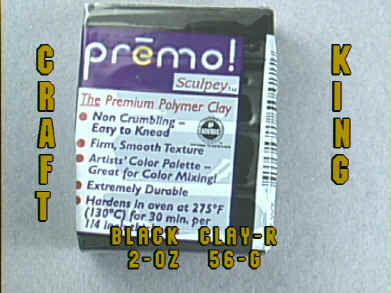 CRAFT
KING
prēmo!
Sculpey
The Premium Polymer Clay
Non Crumbling –
Easy to Knead
Firm, Smooth Texture
Artists' Color Palette –
Great for Color Mixing!
Extremely Durable
Hardens in oven at 275°F
(130°C) for 30 min. per
1/4 in
BLACK CLAY-R
2-OZ 56-G